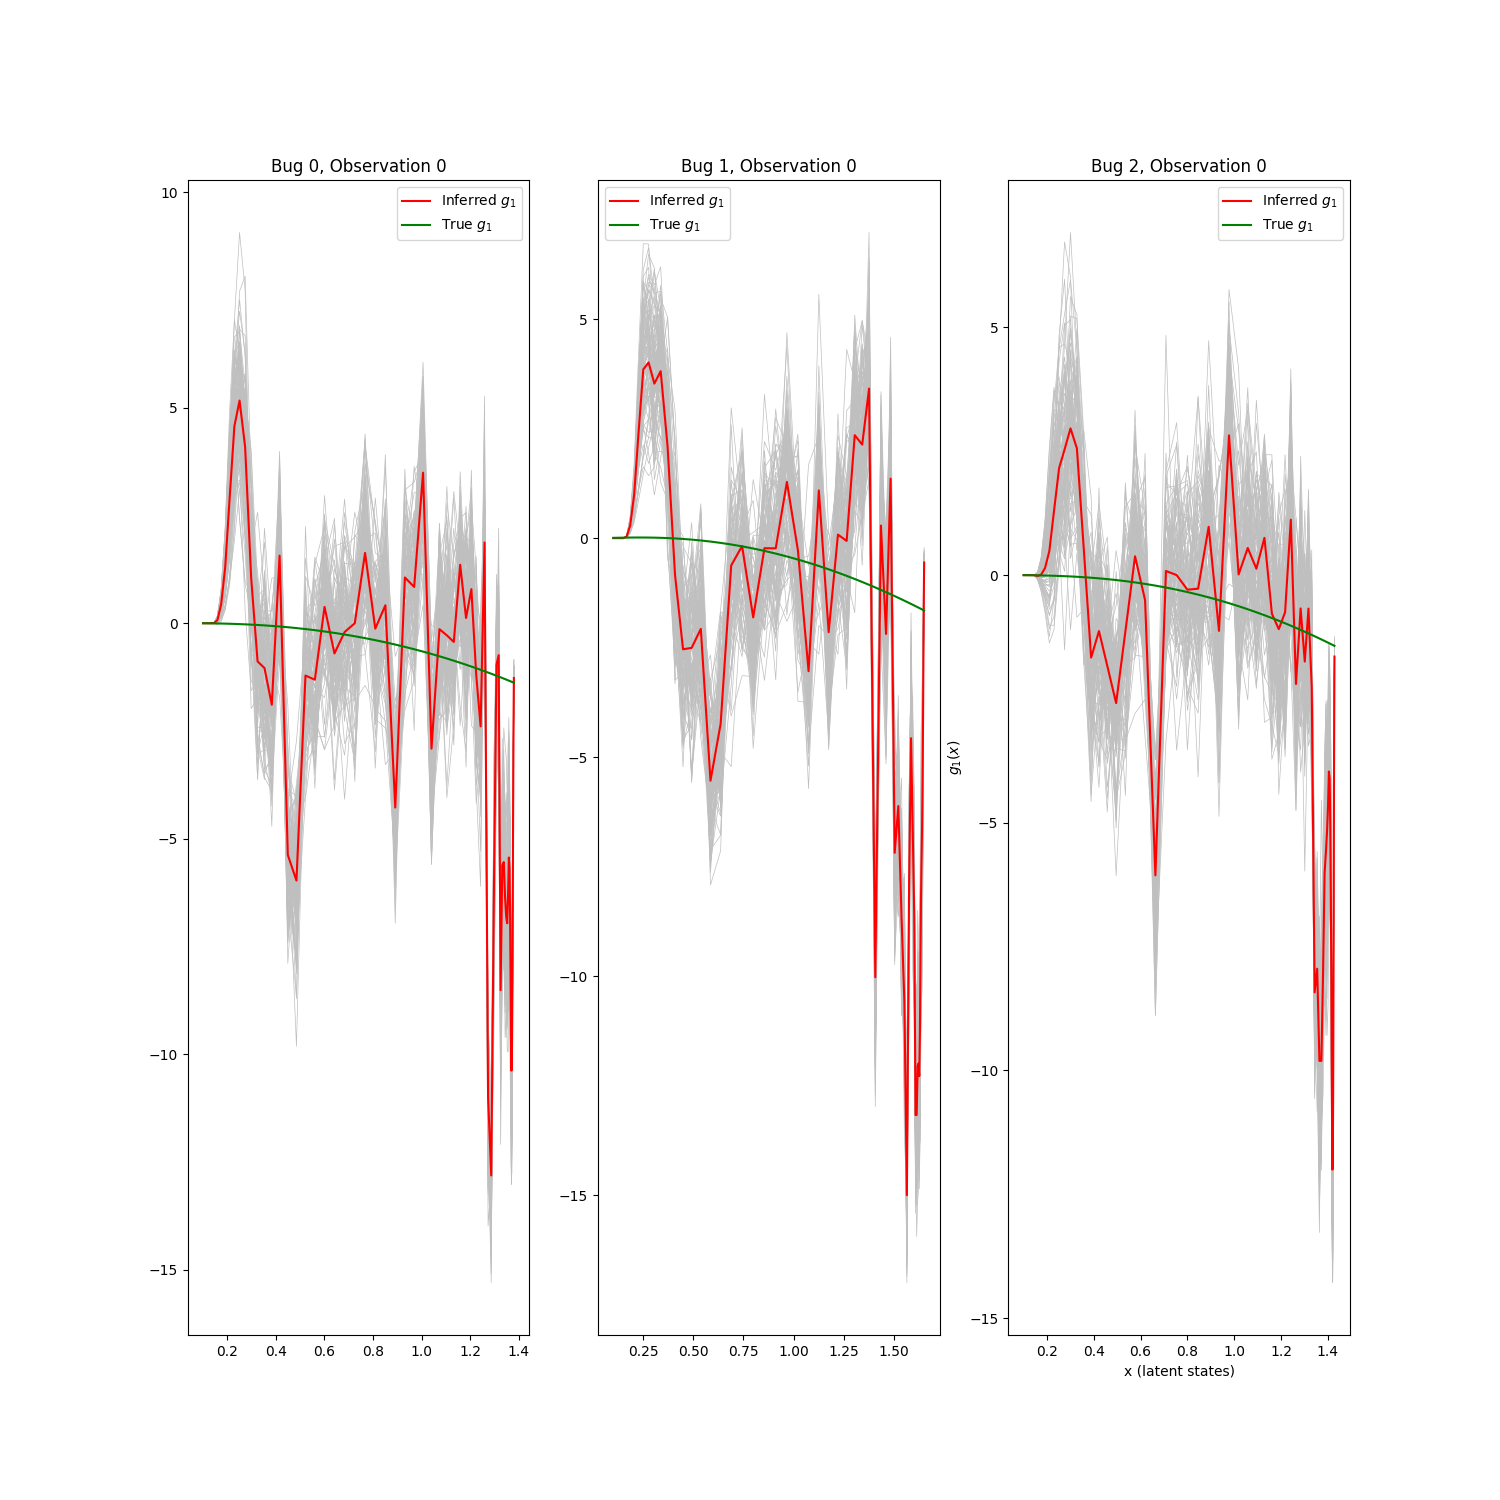 Bug 0, Observation 0
Inferred g₁
True g₁
10
5
0
−5
−10
−15
0.2 0.4 0.6 0.8 1.0 1.2 1.4
Bug 1, Observation 0
Inferred g₁
True g₁
5
0
−5
−10
−15
0.25 0.50 0.75 1.00 1.25 1.50
Bug 2, Observation 0
Inferred g₁
True g₁
g₁(x)
5
0
−5
−10
−15
0.2 0.4 0.6 0.8 1.0 1.2 1.4
x (latent states)